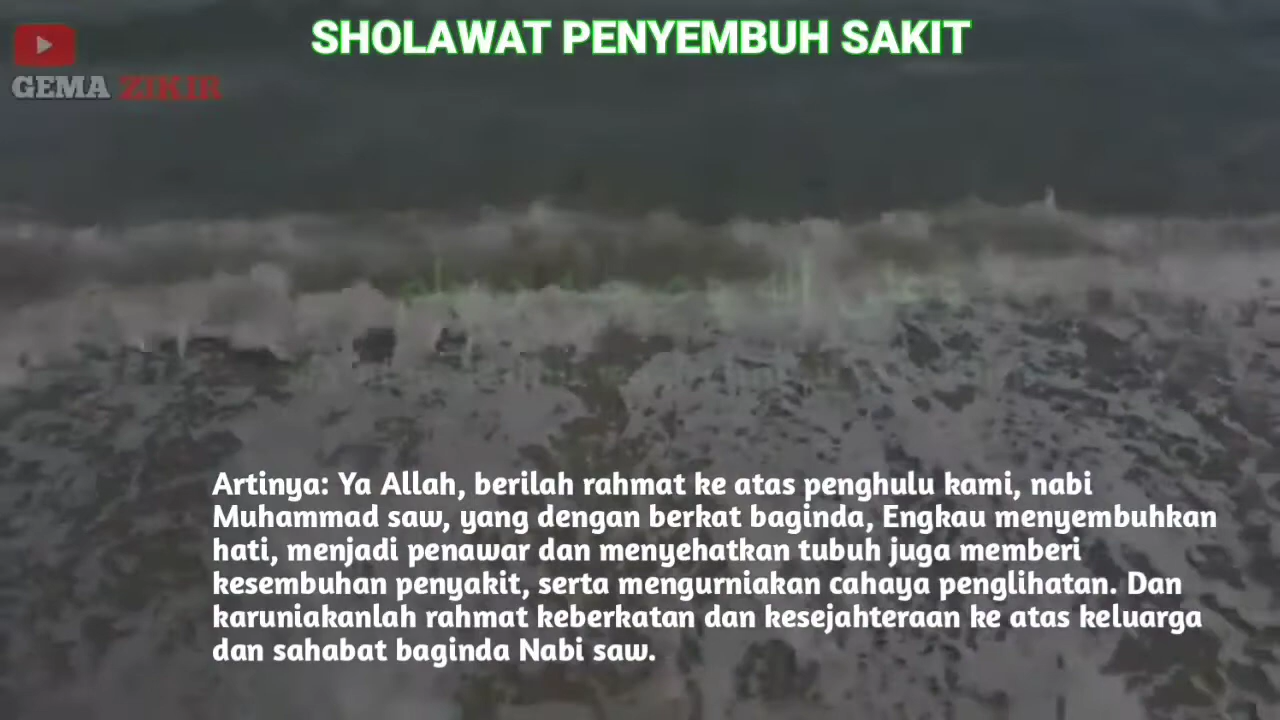 SHOLAWAT PENYEMBUH SAKIT
GEMA ZIKIR
Artinya: Ya Allah, berilah rahmat ke atas penghulu kami, nabi
Muhammad saw, yang dengan berkat baginda, Engkau menyembuhkan
hati, menjadi penawar dan menyehatkan tubuh juga memberi
kesembuhan penyakit, serta mengurniakan cahaya penglihatan. Dan
karuniakanlah rahmat keberkatan dan kesejahteraan ke atas keluarga
dan sahabat baginda Nabi saw.